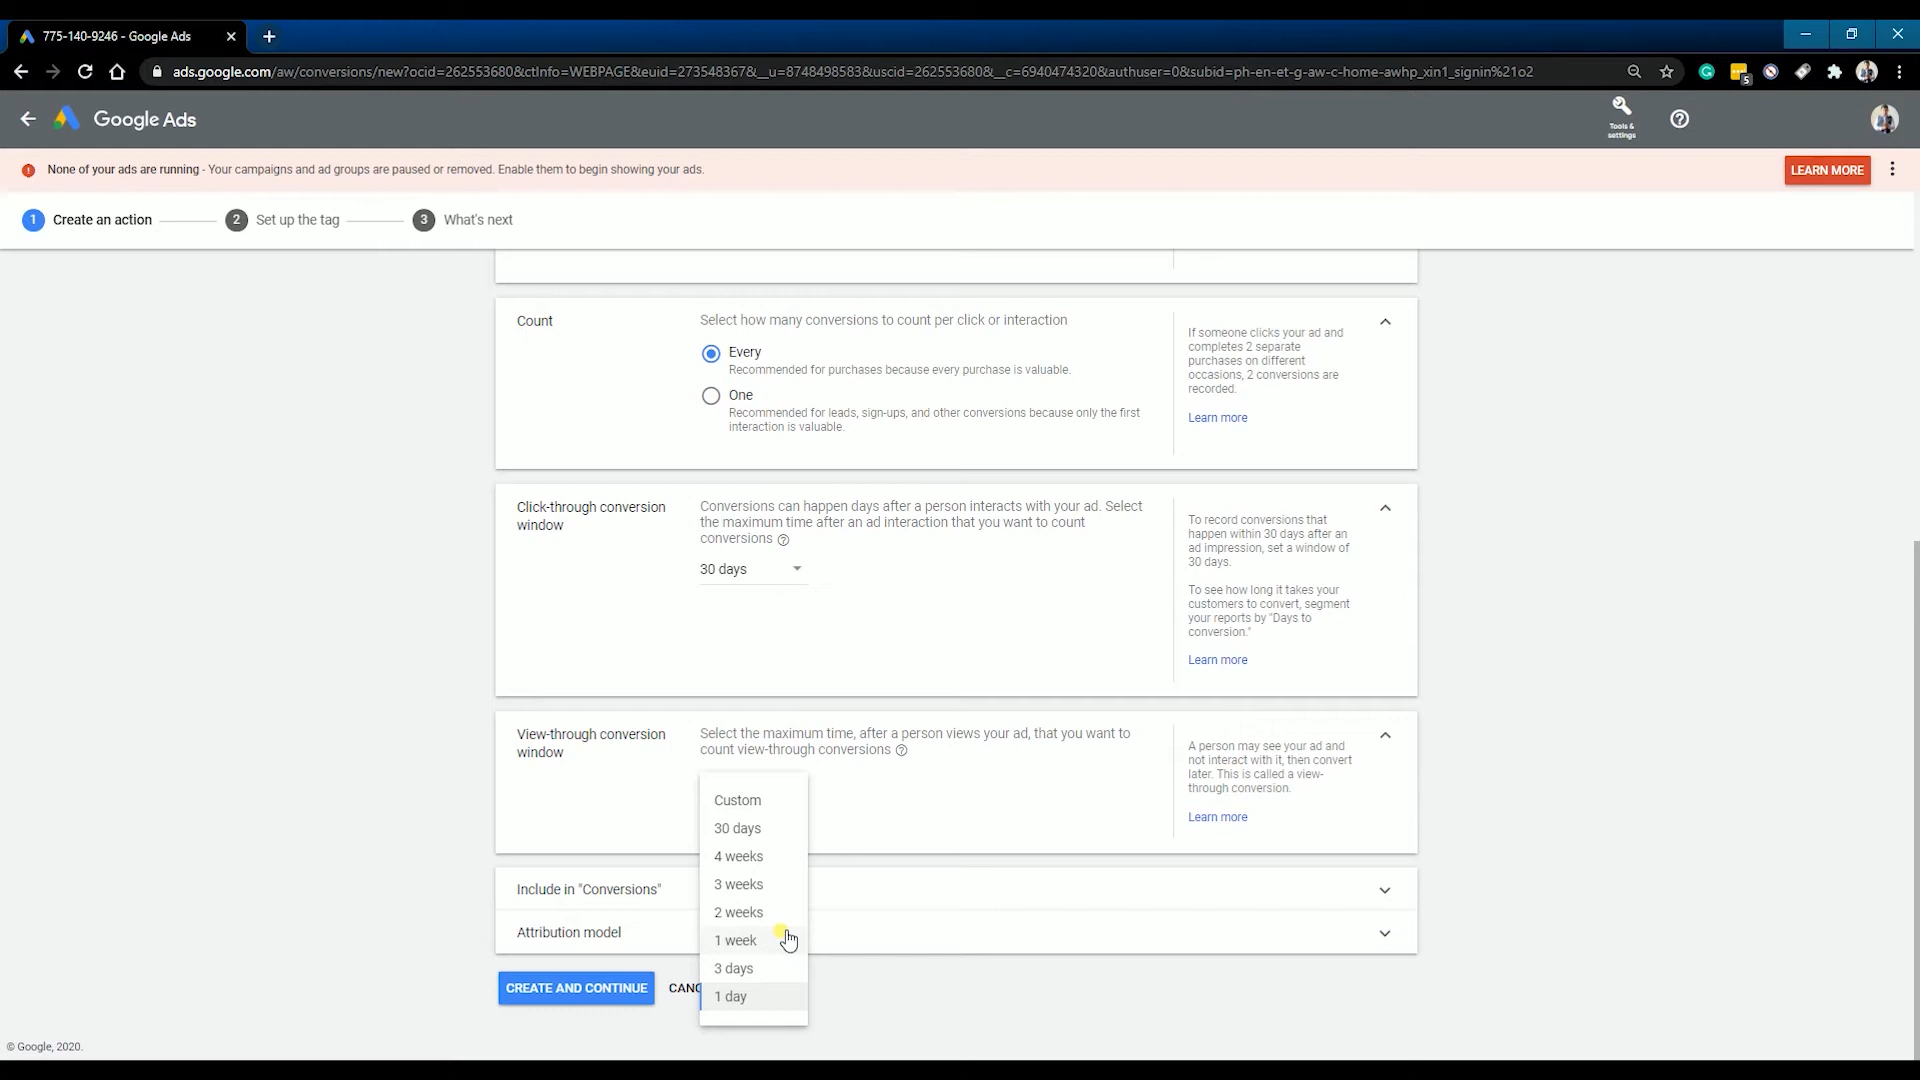 775-140-9246 - Google Ads
ads.google.com/aw/conversions/new?ocid=262553680&ctInfo=WEBPAGE&euid=273548367&__u=8748498583&uscid=262553680&__c=6940474320&authuser=0&subid=ph-en-et-g-aw-c-home-awhp_xin1_signin%21o2
5
Google Ads
Tools &
settings
None of your ads are running - Your campaigns and ad groups are paused or removed. Enable them to begin showing your ads.
LEARN MORE
1 Create an action
2 Set up the tag
3 What's next
Count
Select how many conversions to count per click or interaction
Every
Recommended for purchases because every purchase is valuable.
One
Recommended for leads, sign-ups, and other conversions because only the first
interaction is valuable.
If someone clicks your ad and
completes 2 separate
purchases on different
occasions, 2 conversions are
recorded.
Learn more
Click-through conversion
window
Conversions can happen days after a person interacts with your ad. Select
the maximum time after an ad interaction that you want to count
conversions
30 days
To record conversions that
happen within 30 days after an
ad impression, set a window of
30 days.
To see how long it takes your
customers to convert, segment
your reports by "Days to
conversion."
Learn more
View-through conversion
window
Select the maximum time, after a person views your ad, that you want to
count view-through conversions
A person may see your ad and
not interact with it, then convert
later. This is called a view-
through conversion.
Learn more
Custom
30 days
4 weeks
3 weeks
2 weeks
1 week
3 days
1 day
Include in "Conversions"
Attribution model
CREATE AND CONTINUE
CANC
© Google, 2020.